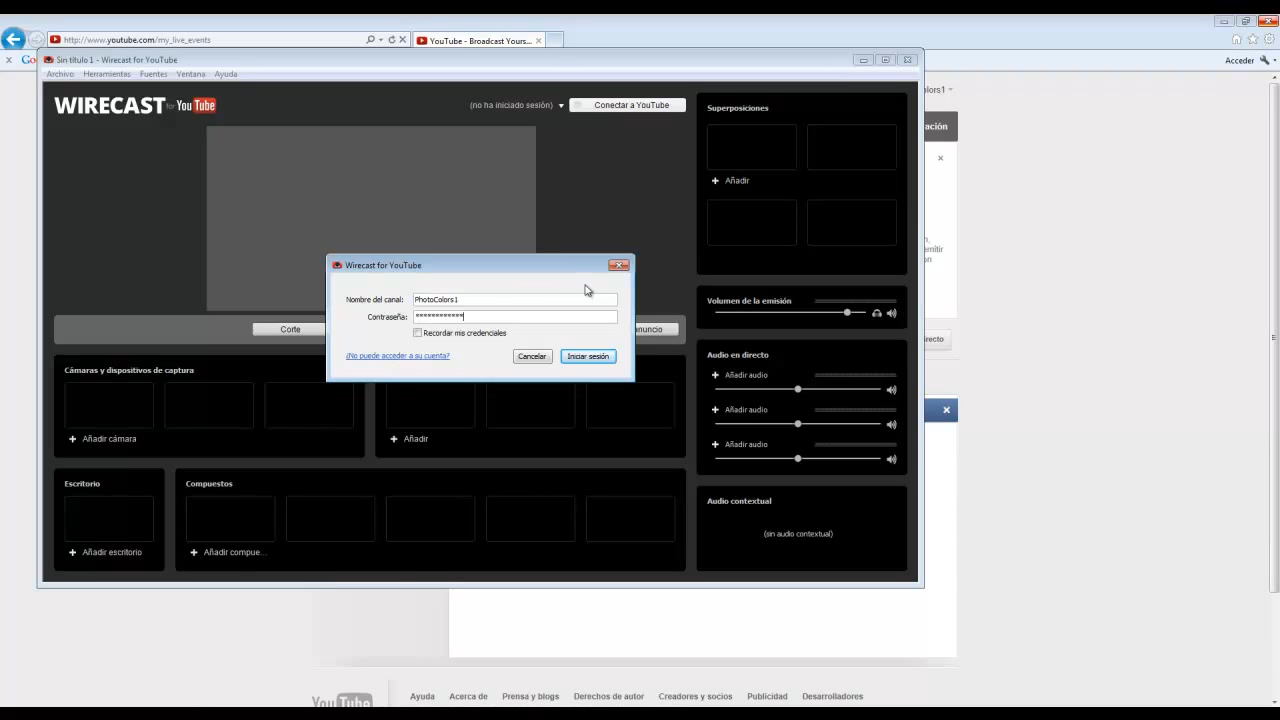 http://www.youtube.com/my_live_events
YouTube - Broadcast Yours...
Acceder
Sin título 1 - Wirecast for YouTube
Archivo Herramientas Fuentes Ventana Ayuda
WIRECAST for YouTube
(no ha iniciado sesión)
Conectar a YouTube
Superposiciones
+ Añadir
Wirecast for YouTube
Nombre del canal: PhotoColors1
Contraseña: ************
Recordar mis credenciales
¿No puede acceder a su cuenta?
Cancelar
Iniciar sesión
Corte
Volumen de la emisión
Cámaras y dispositivos de captura
+ Añadir cámara
+ Añadir
Audio en directo
+ Añadir audio
+ Añadir audio
+ Añadir audio
Escritorio
+ Añadir escritorio
Compuestos
+ Añadir compue...
Audio contextual
(sin audio contextual)
YouTube
Ayuda Acerca de Prensa y blogs Derechos de autor Creadores y socios Publicidad Desarrolladores